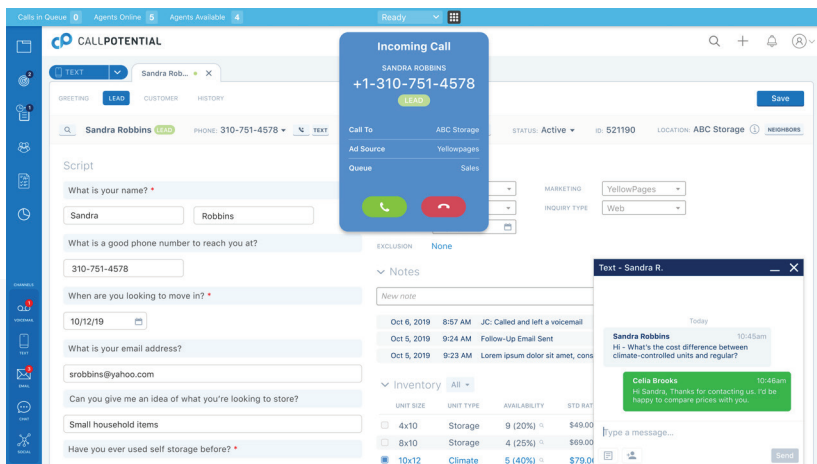 Calls in Queue 0 Agents Online 5 Agents Available 4 Ready
CALLPOTENTIAL
TEXT Sandra Rob... X
GREETING LEAD CUSTOMER HISTORY
Save
Sandra Robbins LEAD PHONE: 310-751-4578 TEXT
STATUS: Active ID: 521190 LOCATION: ABC Storage NEIGHBORS
Incoming Call
SANDRA ROBBINS
+1-310-751-4578
LEAD
Call To ABC Storage
Ad Source Yellowpages
Queue Sales
Script
What is your name? *
Sandra Robbins
What is a good phone number to reach you at?
310-751-4578
When are you looking to move in? *
10/12/19
What is your email address?
srobbins@yahoo.com
Can you give me an idea of what you're looking to store?
Small household items
Have you ever used self storage before? *
MARKETING YellowPages
INQUIRY TYPE Web
EXCLUSION None
Notes
New note
Oct 6, 2019 8:57 AM JC: Called and left a voicemail
Oct 5, 2019 9:24 AM Follow-Up Email Sent
Oct 5, 2019 9:23 AM Lorem ipsum dolor sit amet, cons
Inventory All
UNIT SIZE UNIT TYPE AVAILABILITY STD RAT
4x10 Storage 9 (20%) $49.00
8x10 Storage 4 (25%) $69.00
10x12 Climate 5 (40%) $79.0
Text - Sandra R.
Today
Sandra Robbins 10:45am
Hi - What's the cost difference between
climate-controlled units and regular?
Celia Brooks 10:46am
Hi Sandra, Thanks for contacting us. I'd be
happy to compare prices with you.
Type a message...
Send
CHANNELS
VOICEMAIL
TEXT
EMAIL
CHAT
SOCIAL